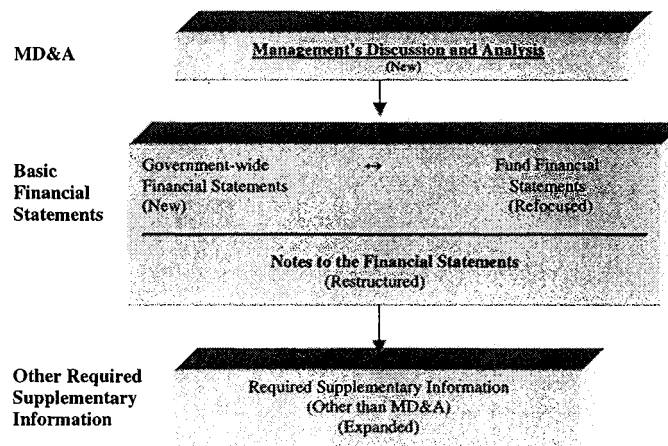 MD&A
Management's Discussion and Analysis
(New)
Basic
Financial
Statements
Government-wide
Financial Statements
(New)
↔
Fund Financial
Statements
(Refocused)
Notes to the Financial Statements
(Restructured)
Other Required
Supplementary
Information
Required Supplementary Information
(Other than MD&A)
(Expanded)